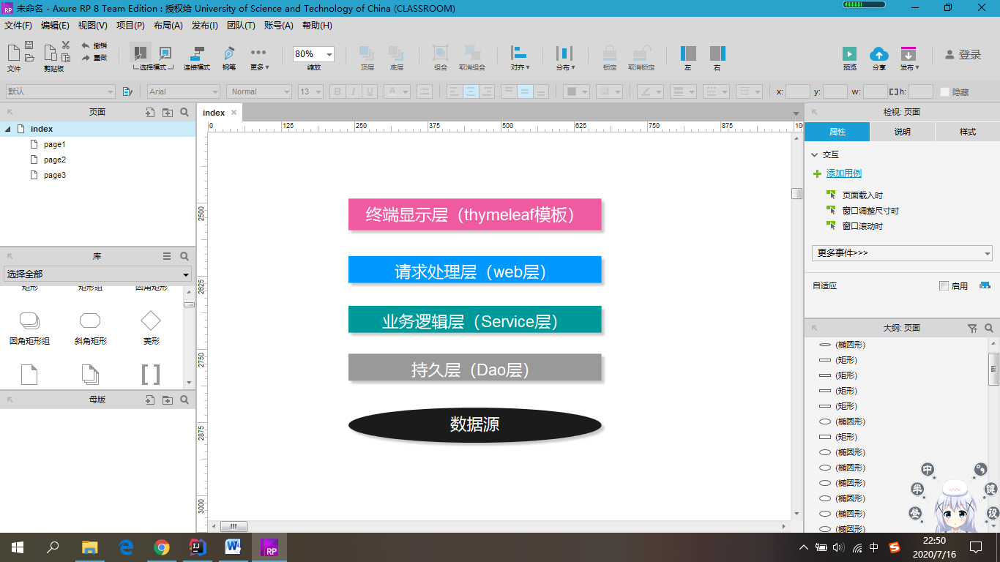 未命名 - Axure RP 8 Team Edition : 授权给 University of Science and Technology of China (CLASSROOM)
文件(F) 编辑(E) 视图(V) 项目(P) 布局(A) 发布(I) 团队(T) 账号(A) 帮助(H)
撤销
重做
80%
文件 剪贴板 选择模式 连接模式 钢笔 更多 缩放 顶层 底层 组合 取消组合 对齐 分布 锁定 取消锁定 左 右 预览 分享 发布 登录
默认 Arial Normal 13 B I U A x: y: w: h: 隐藏
页面
index
page1
page2
page3
库
选择全部
矩形 矩形组 圆角矩形
圆角矩形组 斜角矩形 菱形
母版
index
0 125 250 375 500 625 750 875 100
2500
2625
2750
2875
3000
终端显示层（thymeleaf模板）
请求处理层（web层）
业务逻辑层（Service层）
持久层（Dao层）
数据源
检视: 页面
属性 说明 样式
交互
添加用例
页面载入时
窗口调整尺寸时
窗口滚动时
更多事件>>>
自适应 启用
大纲: 页面
(椭圆形)
(矩形)
(矩形)
(矩形)
(矩形)
(椭圆形)
(矩形)
(椭圆形)
(椭圆形)
(椭圆形)
(椭圆形)
(椭圆形)
(椭圆形)
中
半 键
登 设
IJ W RP
中 S
22:50
2020/7/16